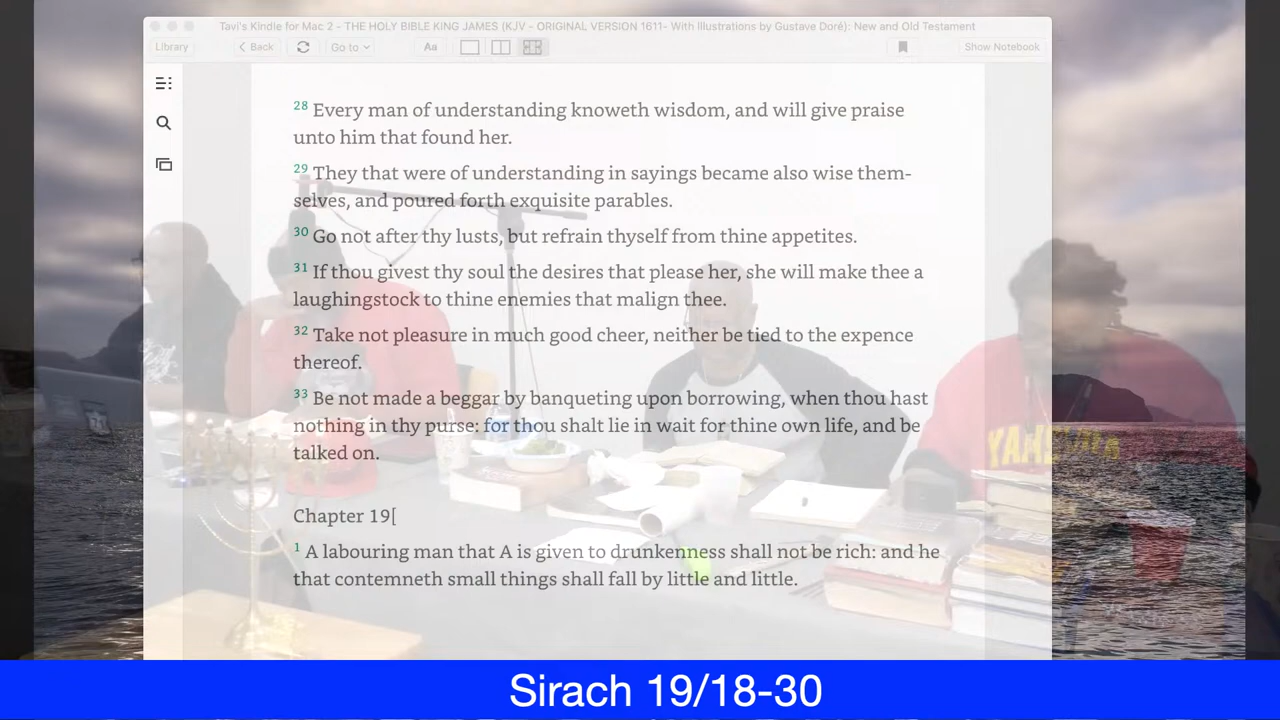 Tavi's Kindle for Mac 2 - THE HOLY BIBLE KING JAMES (KJV - ORIGINAL VERSION 1611- With Illustrations by Gustave Doré): New and Old Testament
Library Back Go to Aa Show Notebook
28 Every man of understanding knoweth wisdom, and will give praise
unto him that found her.
29 They that were of understanding in sayings became also wise them-
selves, and poured forth exquisite parables.
30 Go not after thy lusts, but refrain thyself from thine appetites.
31 If thou givest thy soul the desires that please her, she will make thee a
laughingstock to thine enemies that malign thee.
32 Take not pleasure in much good cheer, neither be tied to the expence
thereof.
33 Be not made a beggar by banqueting upon borrowing, when thou hast
nothing in thy purse: for thou shalt lie in wait for thine own life, and be
talked on.
Chapter 19[
1 A labouring man that A is given to drunkenness shall not be rich: and he
that contemneth small things shall fall by little and little.
Sirach 19/18-30